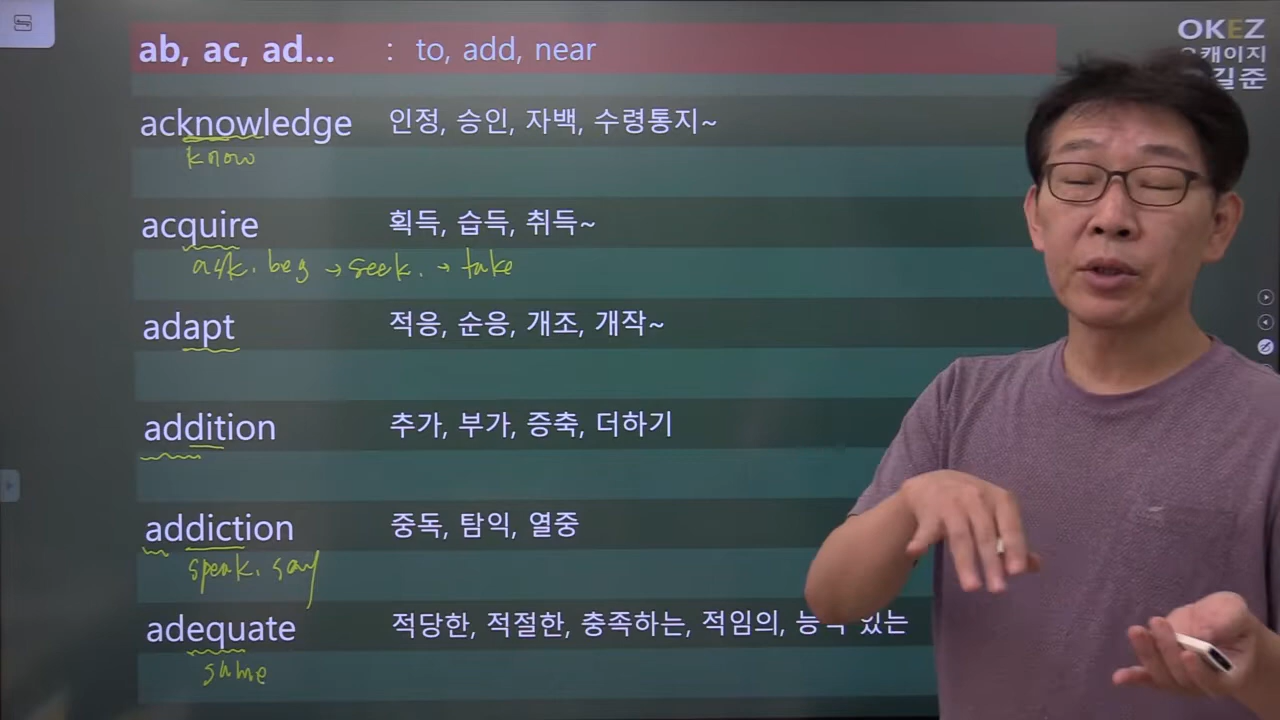 ab, ac, ad... : to, add, near
OKEZ
캐이지
길준
acknowledge 인정, 승인, 자백, 수령통지~
know
acquire 획득, 습득, 취득~
ask. beg → seek. → take
adapt 적응, 순응, 개조, 개작~
addition 추가, 부가, 증축, 더하기
addiction 중독, 탐익, 열중
speak. say
adequate 적당한, 적절한, 충족하는, 적임의, 있는
same